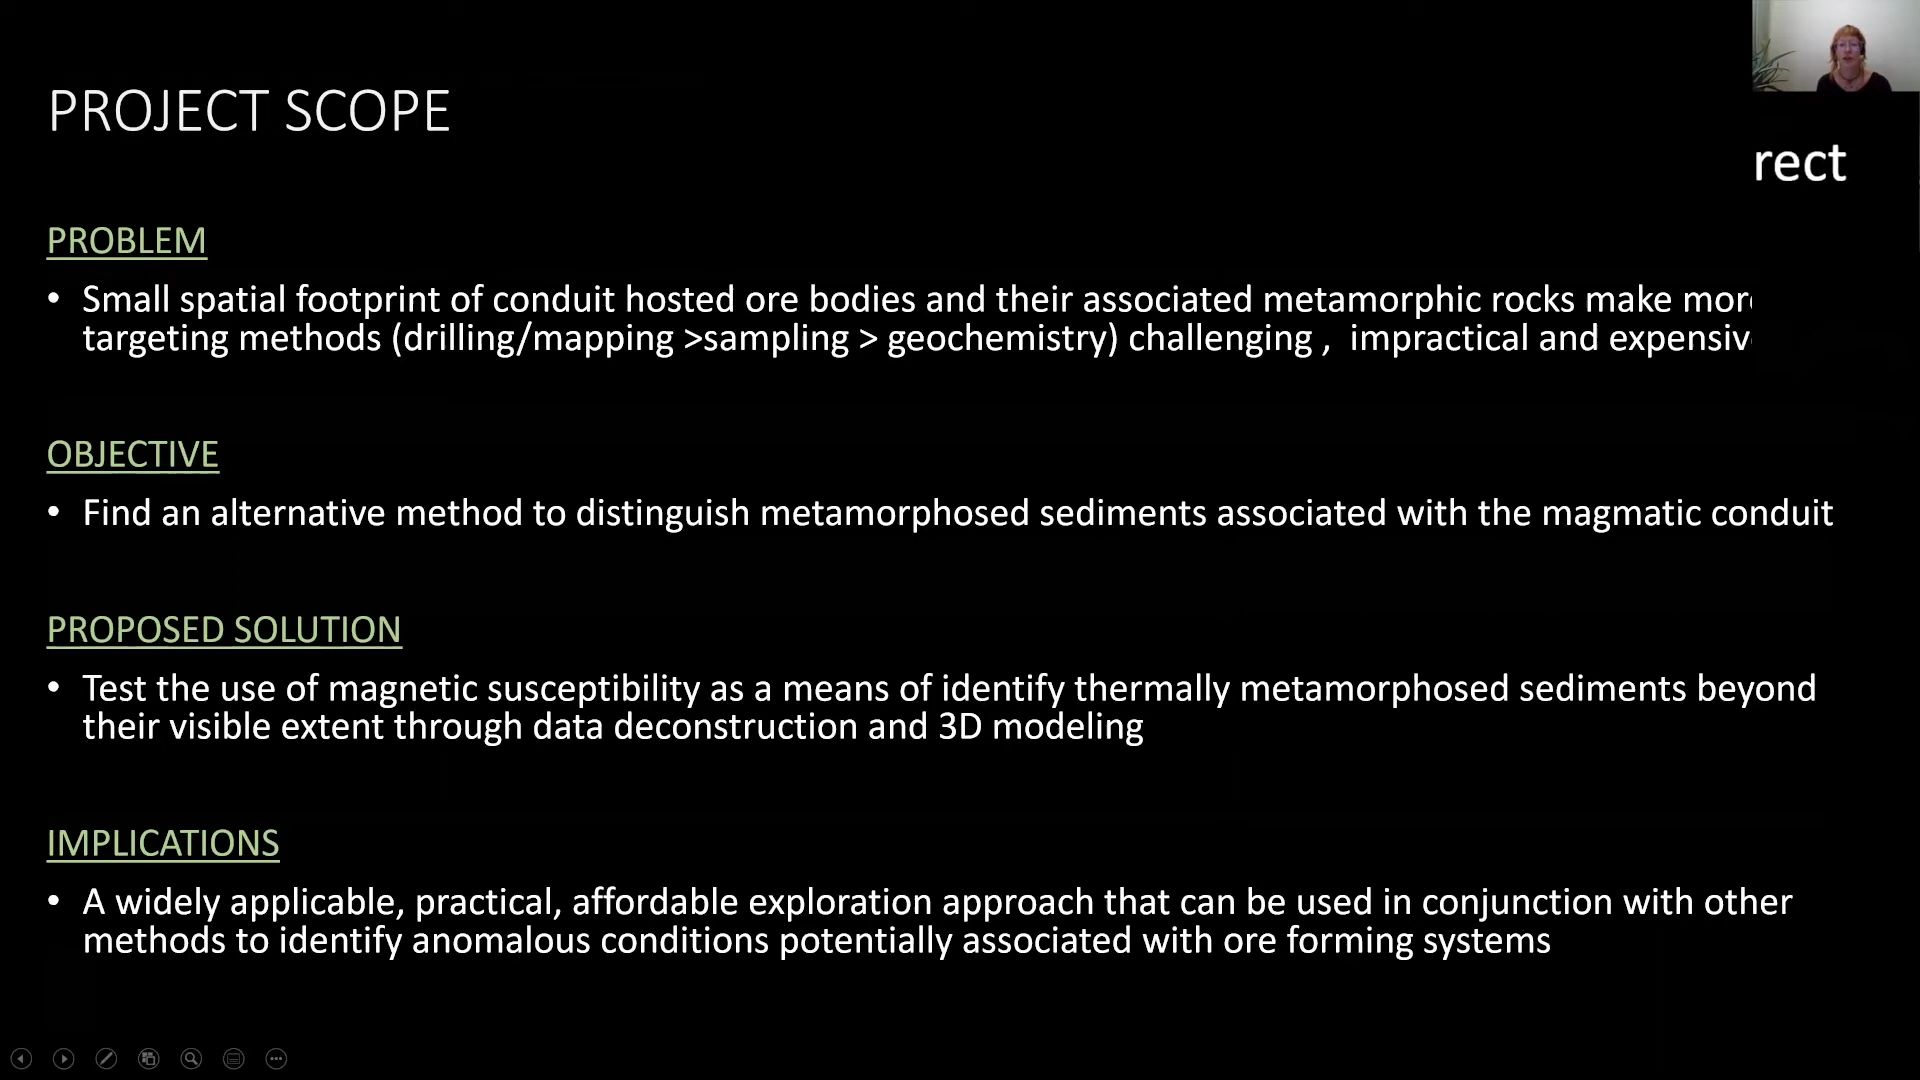 PROJECT SCOPE
rect
PROBLEM
• Small spatial footprint of conduit hosted ore bodies and their associated metamorphic rocks make more
targeting methods (drilling/mapping >sampling > geochemistry) challenging , impractical and expensiv
OBJECTIVE
• Find an alternative method to distinguish metamorphosed sediments associated with the magmatic conduit
PROPOSED SOLUTION
• Test the use of magnetic susceptibility as a means of identify thermally metamorphosed sediments beyond
their visible extent through data deconstruction and 3D modeling
IMPLICATIONS
• A widely applicable, practical, affordable exploration approach that can be used in conjunction with other
methods to identify anomalous conditions potentially associated with ore forming systems